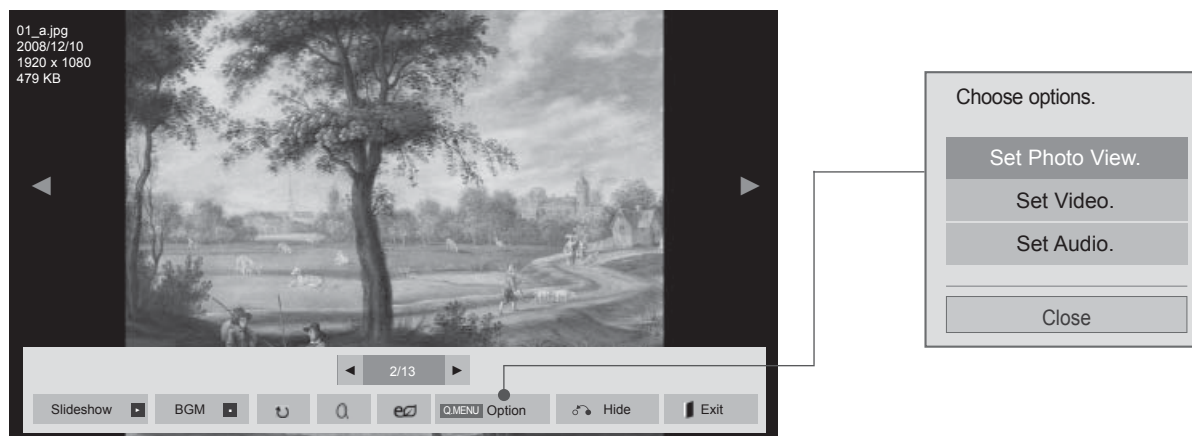 01_a.jpg
2008/12/10
1920 x 1080
479 KB
2/13
Slideshow
BGM
Q.MENU Option
Hide
Exit
Choose options.
Set Photo View.
Set Video.
Set Audio.
Close